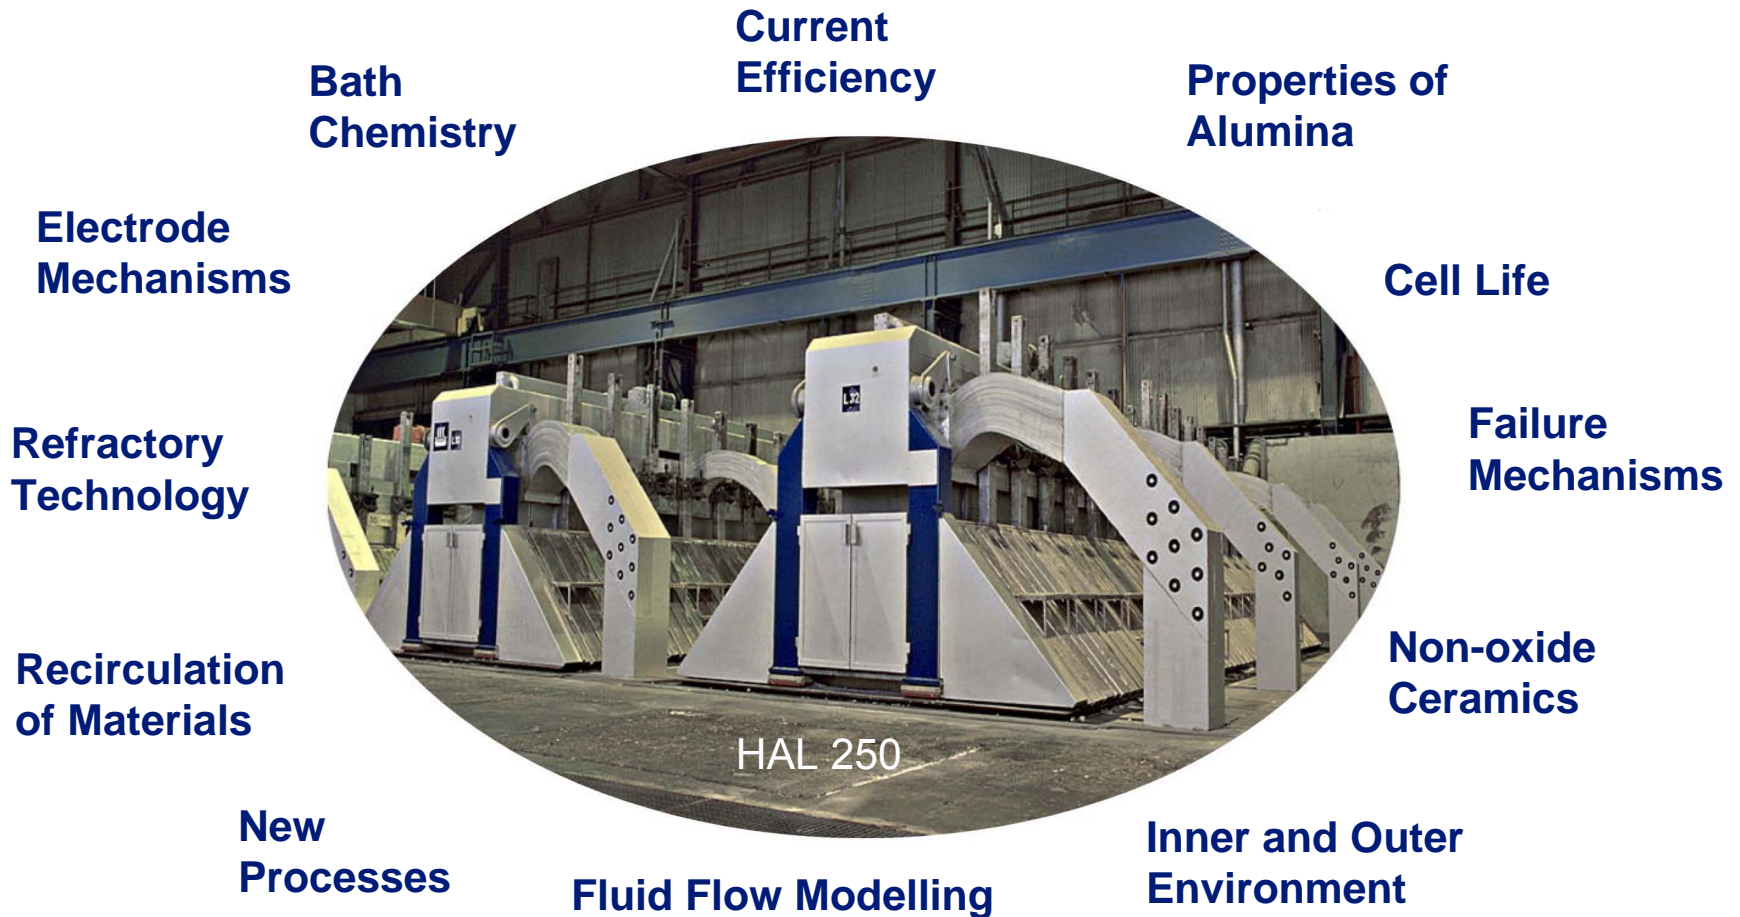 Current
Efficiency
Bath
Chemistry
Properties of
Alumina
Electrode
Mechanisms
Cell Life
Refractory
Technology
Failure
Mechanisms
L32
Recirculation
of Materials
Non-oxide
Ceramics
HAL 250
New
Processes
Fluid Flow Modelling
Inner and Outer
Environment